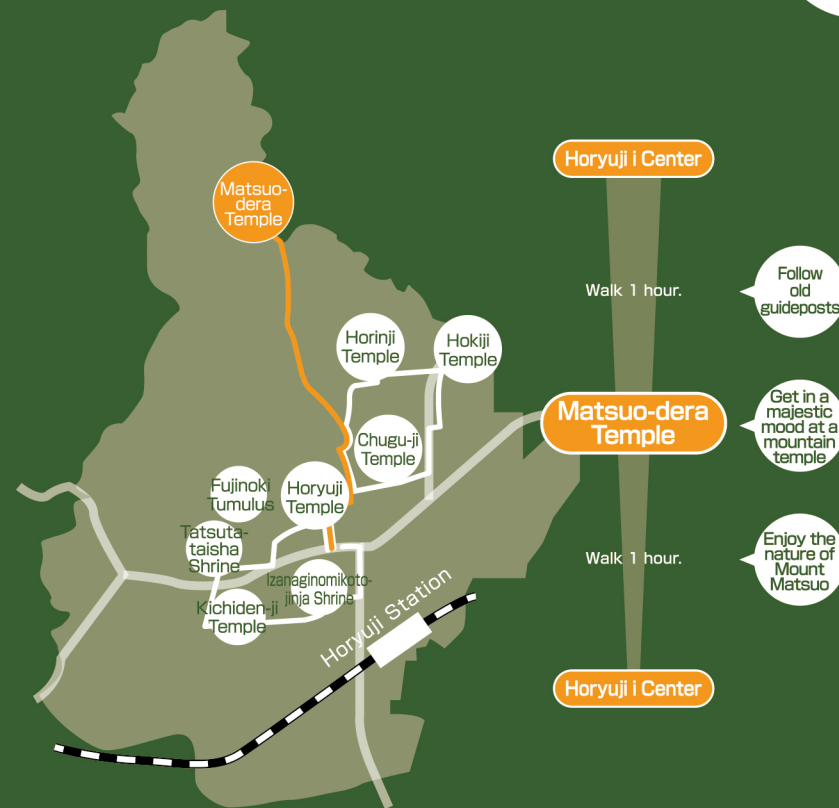 Matsuo-
dera
Temple
Horinji
Temple
Hokiji
Temple
Chugu-ji
Temple
Fujinoki
Tumulus
Horyuji
Temple
Tatsuta-
taisha
Shrine
Izanaginomikoto-
jinja Shrine
Kichiden-ji
Temple
Horyuji Station
Horyuji i Center
Walk 1 hour.
Follow
old
guideposts
Matsuo-dera
Temple
Get in a
majestic
mood at a
mountain
temple
Walk 1 hour.
Enjoy the
nature of
Mount
Matsuo
Horyuji i Center